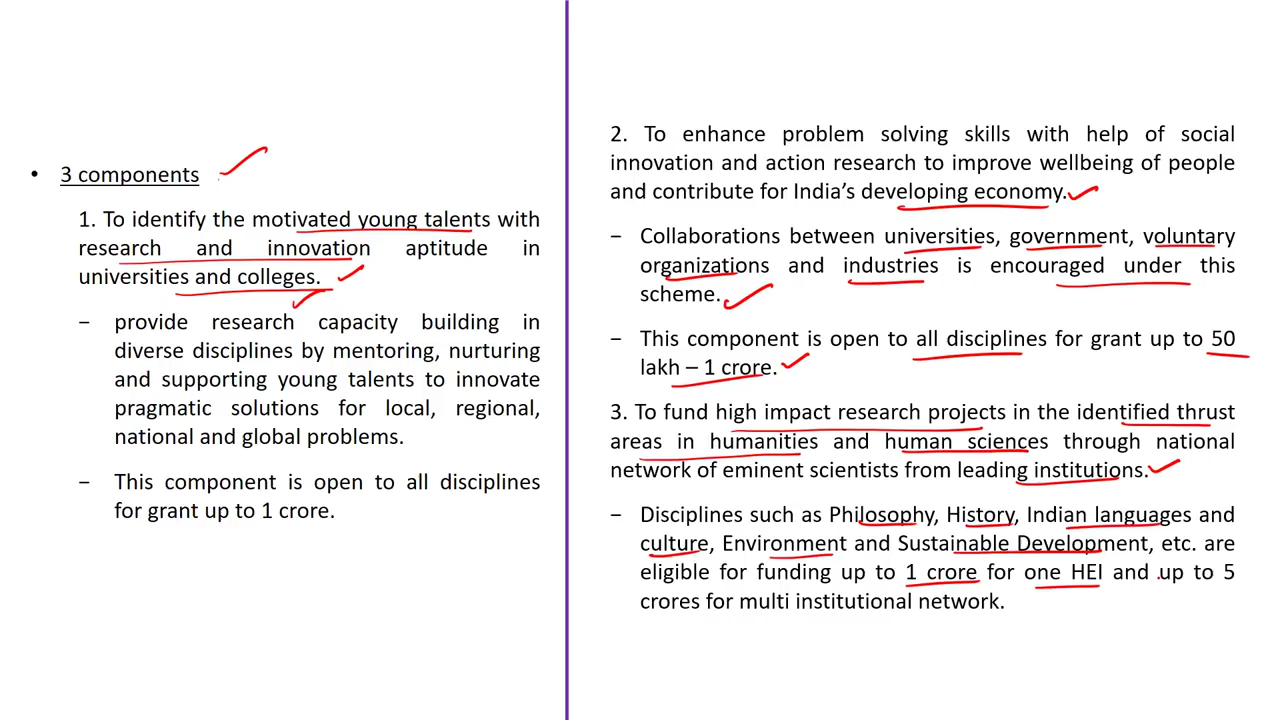 • 3 components
1. To identify the motivated young talents with
research and innovation aptitude in
universities and colleges.
− provide research capacity building in
diverse disciplines by mentoring, nurturing
and supporting young talents to innovate
pragmatic solutions for local, regional,
national and global problems.
− This component is open to all disciplines
for grant up to 1 crore.
2. To enhance problem solving skills with help of social
innovation and action research to improve wellbeing of people
and contribute for India’s developing economy.
− Collaborations between universities, government, voluntary
organizations and industries is encouraged under this
scheme.
− This component is open to all disciplines for grant up to 50
lakh – 1 crore.
3. To fund high impact research projects in the identified thrust
areas in humanities and human sciences through national
network of eminent scientists from leading institutions.
− Disciplines such as Philosophy, History, Indian languages and
culture, Environment and Sustainable Development, etc. are
eligible for funding up to 1 crore for one HEI and up to 5
crores for multi institutional network.